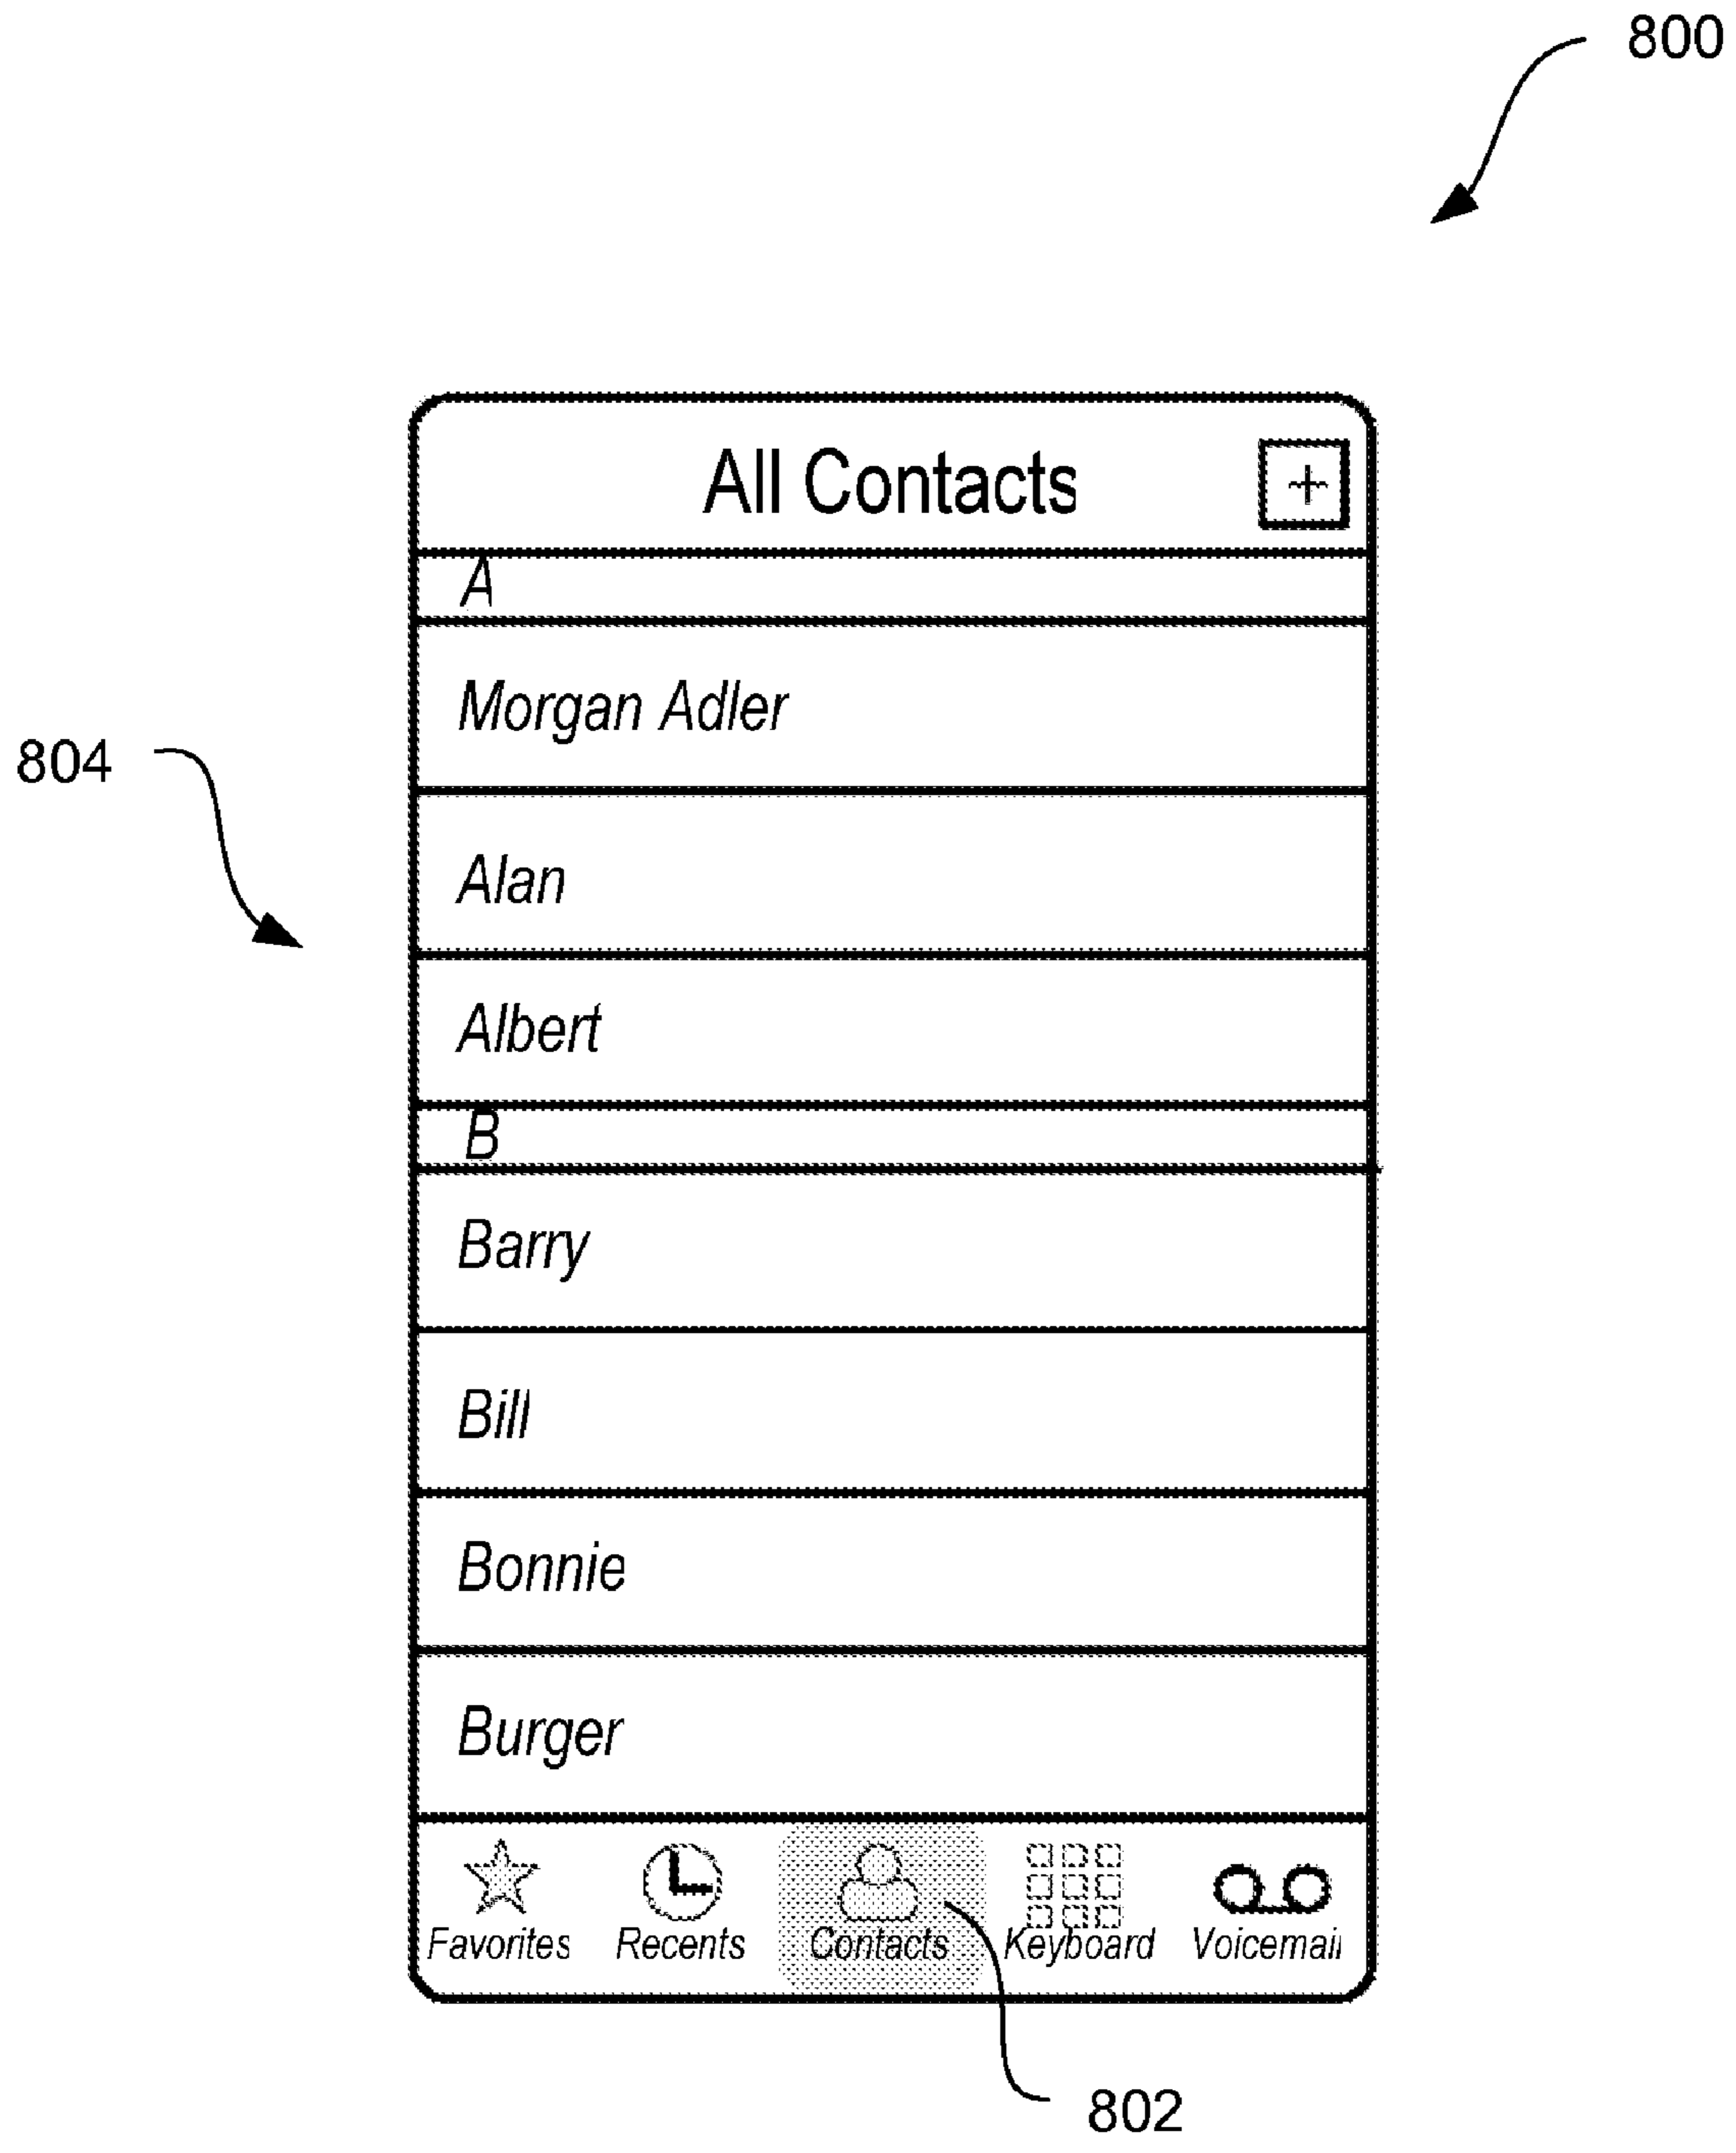 800
All Contacts +
A
Morgan Adler
804
Alan
Albert
B
Barry
Bill
Bonnie
Burger
Favorites Recents Contacts Keyboard Voicemail
802